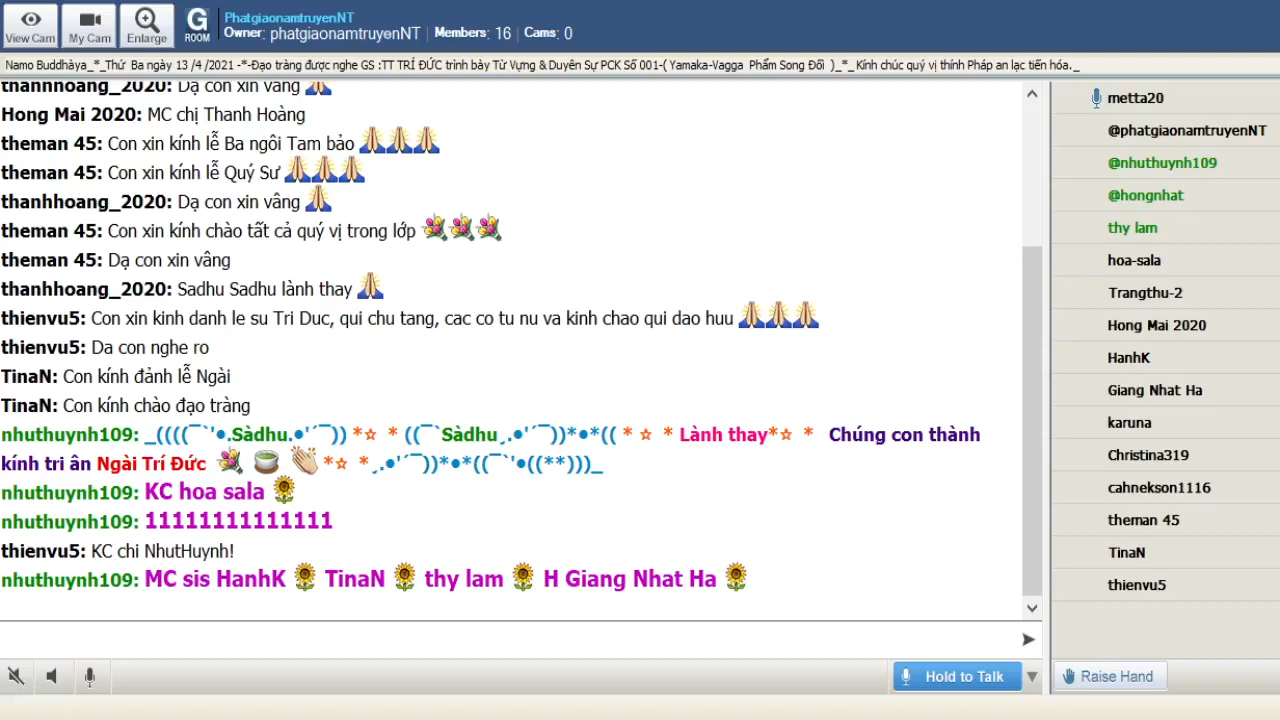 View Cam
My Cam
Enlarge
G
ROOM
PhatgiaonamtruyenNT
Owner: phatgiaonamtruyenNT | Members: 16 | Cams: 0
Namo Buddhàya_*_Thứ Ba ngày 13 /4 /2021 -*-Đạo tràng được nghe GS :TT TRÍ ĐỨC trình bày Từ Vựng & Duyên Sự PCK Số 001-( Yamaka-Vagga Phẩm Song Đối )_*_ Kính chúc quý vị thính Pháp an lạc tiến hóa._
thanhhoang_2020: Dạ con xin vâng 🙏
Hong Mai 2020: MC chị Thanh Hoàng
theman 45: Con xin kính lễ Ba ngôi Tam bảo 🙏🙏🙏
theman 45: Con xin kính lễ Quý Sư 🙏🙏🙏
thanhhoang_2020: Dạ con xin vâng 🙏
theman 45: Con xin kính chào tất cả quý vị trong lớp 💐💐💐
theman 45: Dạ con xin vâng
thanhhoang_2020: Sadhu Sadhu lành thay 🙏
thienvu5: Con xin kinh danh le su Tri Duc, qui chu tang, cac co tu nu va kinh chao qui dao huu 🙏🙏🙏
thienvu5: Da con nghe ro
TinaN: Con kính đảnh lễ Ngài
TinaN: Con kính chào đạo tràng
nhuthuynh109: _((((¯`'•.Sàdhu.•'´¯)) *☆ * ((¯`Sàdhu¸.•'´¯))*•*(( * ☆ * Lành thay*☆ * Chúng con thành
kính tri ân Ngài Trí Đức 💐 🍵 👏 *☆ *¸.•'´¯))*•*((¯`'•((**)))_
nhuthuynh109: KC hoa sala 🌻
nhuthuynh109: 11111111111111
thienvu5: KC chi NhutHuynh!
nhuthuynh109: MC sis HanhK 🌻 TinaN 🌻 thy lam 🌻 H Giang Nhat Ha 🌻
Hold to Talk
metta20
@phatgiaonamtruyenNT
@nhuthuynh109
@hongnhat
thy lam
hoa-sala
Trangthu-2
Hong Mai 2020
HanhK
Giang Nhat Ha
karuna
Christina319
cahnekson1116
theman 45
TinaN
thienvu5
Raise Hand